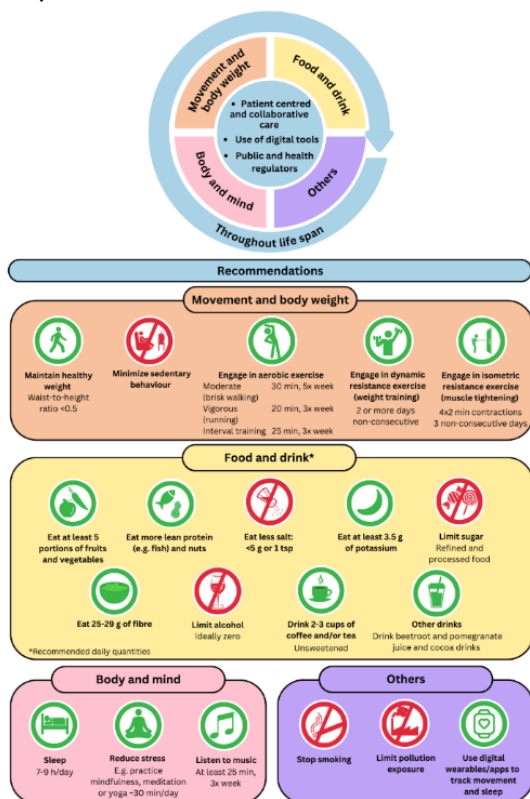 Movement and
body weight
Food and drink
• Patient centred
and collaborative
care
• Use of digital tools
• Public and health
regulators
Body and mind
Others
Throughout life span
Recommendations
Movement and body weight
Maintain healthy
weight
Waist-to-height
ratio <0.5
Minimize sedentary
behaviour
Engage in aerobic exercise
Moderate 30 min, 5x week
(brisk walking)
Vigorous 20 min, 3x week
(running)
Interval training 25 min, 3x week
Engage in dynamic
resistance exercise
(weight training)
2 or more days
non-consecutive
Engage in isometric
resistance exercise
(muscle tightening)
4x2 min contractions
3 non-consecutive days
Food and drink*
Eat at least 5
portions of fruits
and vegetables
Eat more lean protein
(e.g. fish) and nuts
Eat less salt:
<5 g or 1 tsp
Eat at least 3.5 g
of potassium
Limit sugar
Refined and
processed food
Eat 25-29 g of fibre
Limit alcohol
Ideally zero
Drink 2-3 cups of
coffee and/or tea
Unsweetened
Other drinks
Drink beetroot and pomegranate
juice and cocoa drinks
*Recommended daily quantities
Body and mind
Sleep
7-9 h/day
Reduce stress
E.g. practice
mindfulness, meditation
or yoga ~30 min/day
Listen to music
At least 25 min,
3x week
Others
Stop smoking
Limit pollution
exposure
Use digital
wearables/apps to
track movement
and sleep